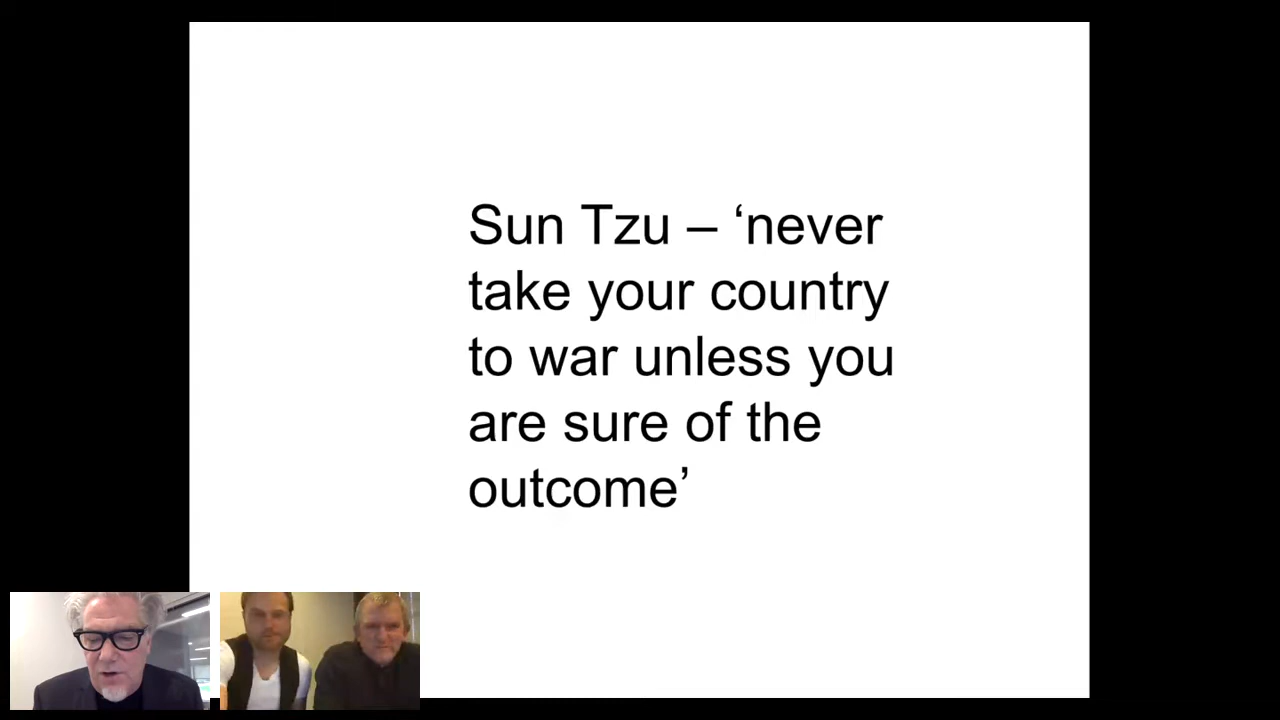 Sun Tzu – ‘never
take your country
to war unless you
are sure of the
outcome’